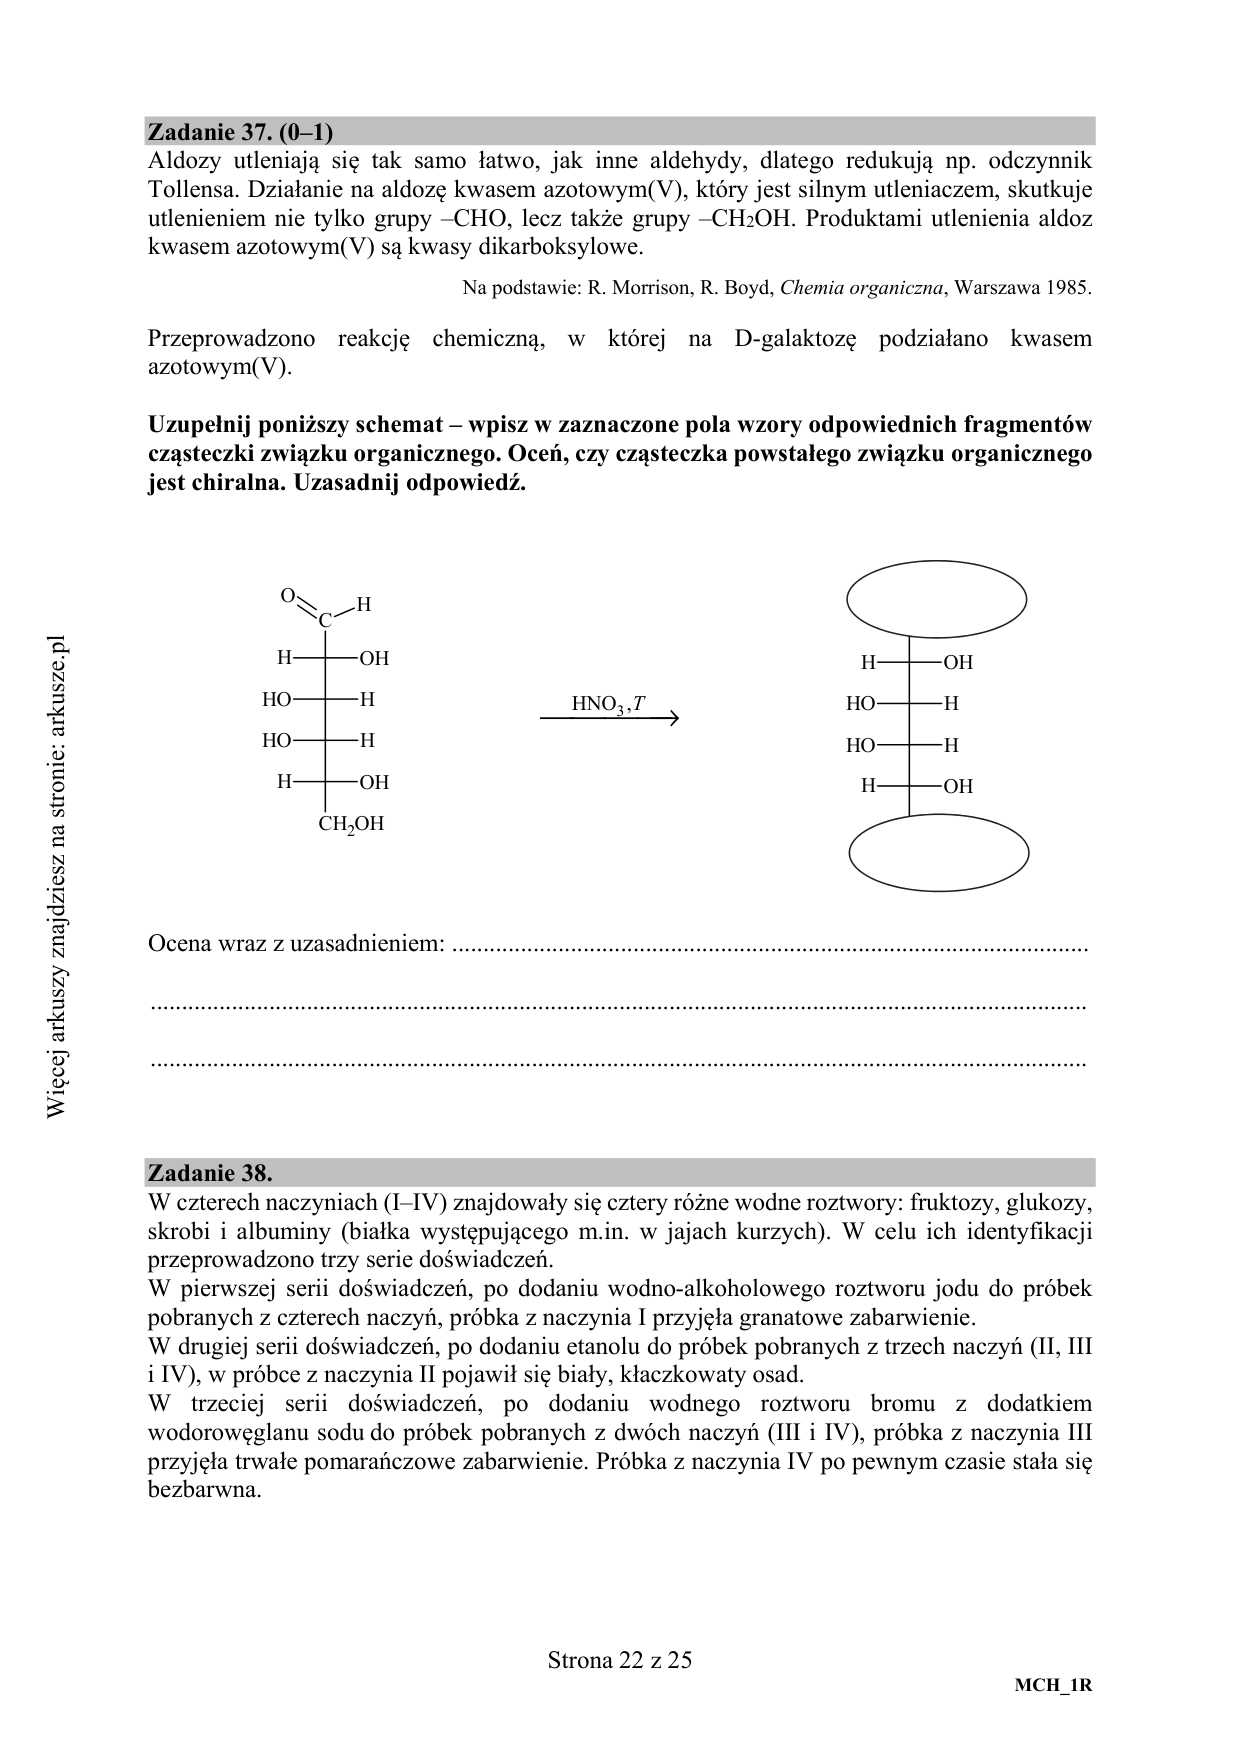 Zadanie 37. (0–1)
Aldozy utleniają się tak samo łatwo, jak inne aldehydy, dlatego redukują np. odczynnik
Tollensa. Działanie na aldozę kwasem azotowym(V), który jest silnym utleniaczem, skutkuje
utlenieniem nie tylko grupy –CHO, lecz także grupy –CH2OH. Produktami utlenienia aldoz
kwasem azotowym(V) są kwasy dikarboksylowe.
Na podstawie: R. Morrison, R. Boyd, Chemia organiczna, Warszawa 1985.
Przeprowadzono reakcję chemiczną, w której na D-galaktozę podziałano kwasem
azotowym(V).
Uzupełnij poniższy schemat – wpisz w zaznaczone pola wzory odpowiednich fragmentów
cząsteczki związku organicznego. Oceń, czy cząsteczka powstałego związku organicznego
jest chiralna. Uzasadnij odpowiedź.
O
C
H
H OH
HO H
HO H
H OH
CH2OH
HNO3,T
H OH
HO H
HO H
H OH
Ocena wraz z uzasadnieniem: ......................................................................................................
......................................................................................................................................................
......................................................................................................................................................
Zadanie 38.
W czterech naczyniach (I–IV) znajdowały się cztery różne wodne roztwory: fruktozy, glukozy,
skrobi i albuminy (białka występującego m.in. w jajach kurzych). W celu ich identyfikacji
przeprowadzono trzy serie doświadczeń.
W pierwszej serii doświadczeń, po dodaniu wodno-alkoholowego roztworu jodu do próbek
pobranych z czterech naczyń, próbka z naczynia I przyjęła granatowe zabarwienie.
W drugiej serii doświadczeń, po dodaniu etanolu do próbek pobranych z trzech naczyń (II, III
i IV), w próbce z naczynia II pojawił się biały, kłaczkowaty osad.
W trzeciej serii doświadczeń, po dodaniu wodnego roztworu bromu z dodatkiem
wodorowęglanu sodu do próbek pobranych z dwóch naczyń (III i IV), próbka z naczynia III
przyjęła trwałe pomarańczowe zabarwienie. Próbka z naczynia IV po pewnym czasie stała się
bezbarwna.
Strona 22 z 25
MCH_1R
Więcej arkuszy znajdziesz na stronie: arkusze.pl